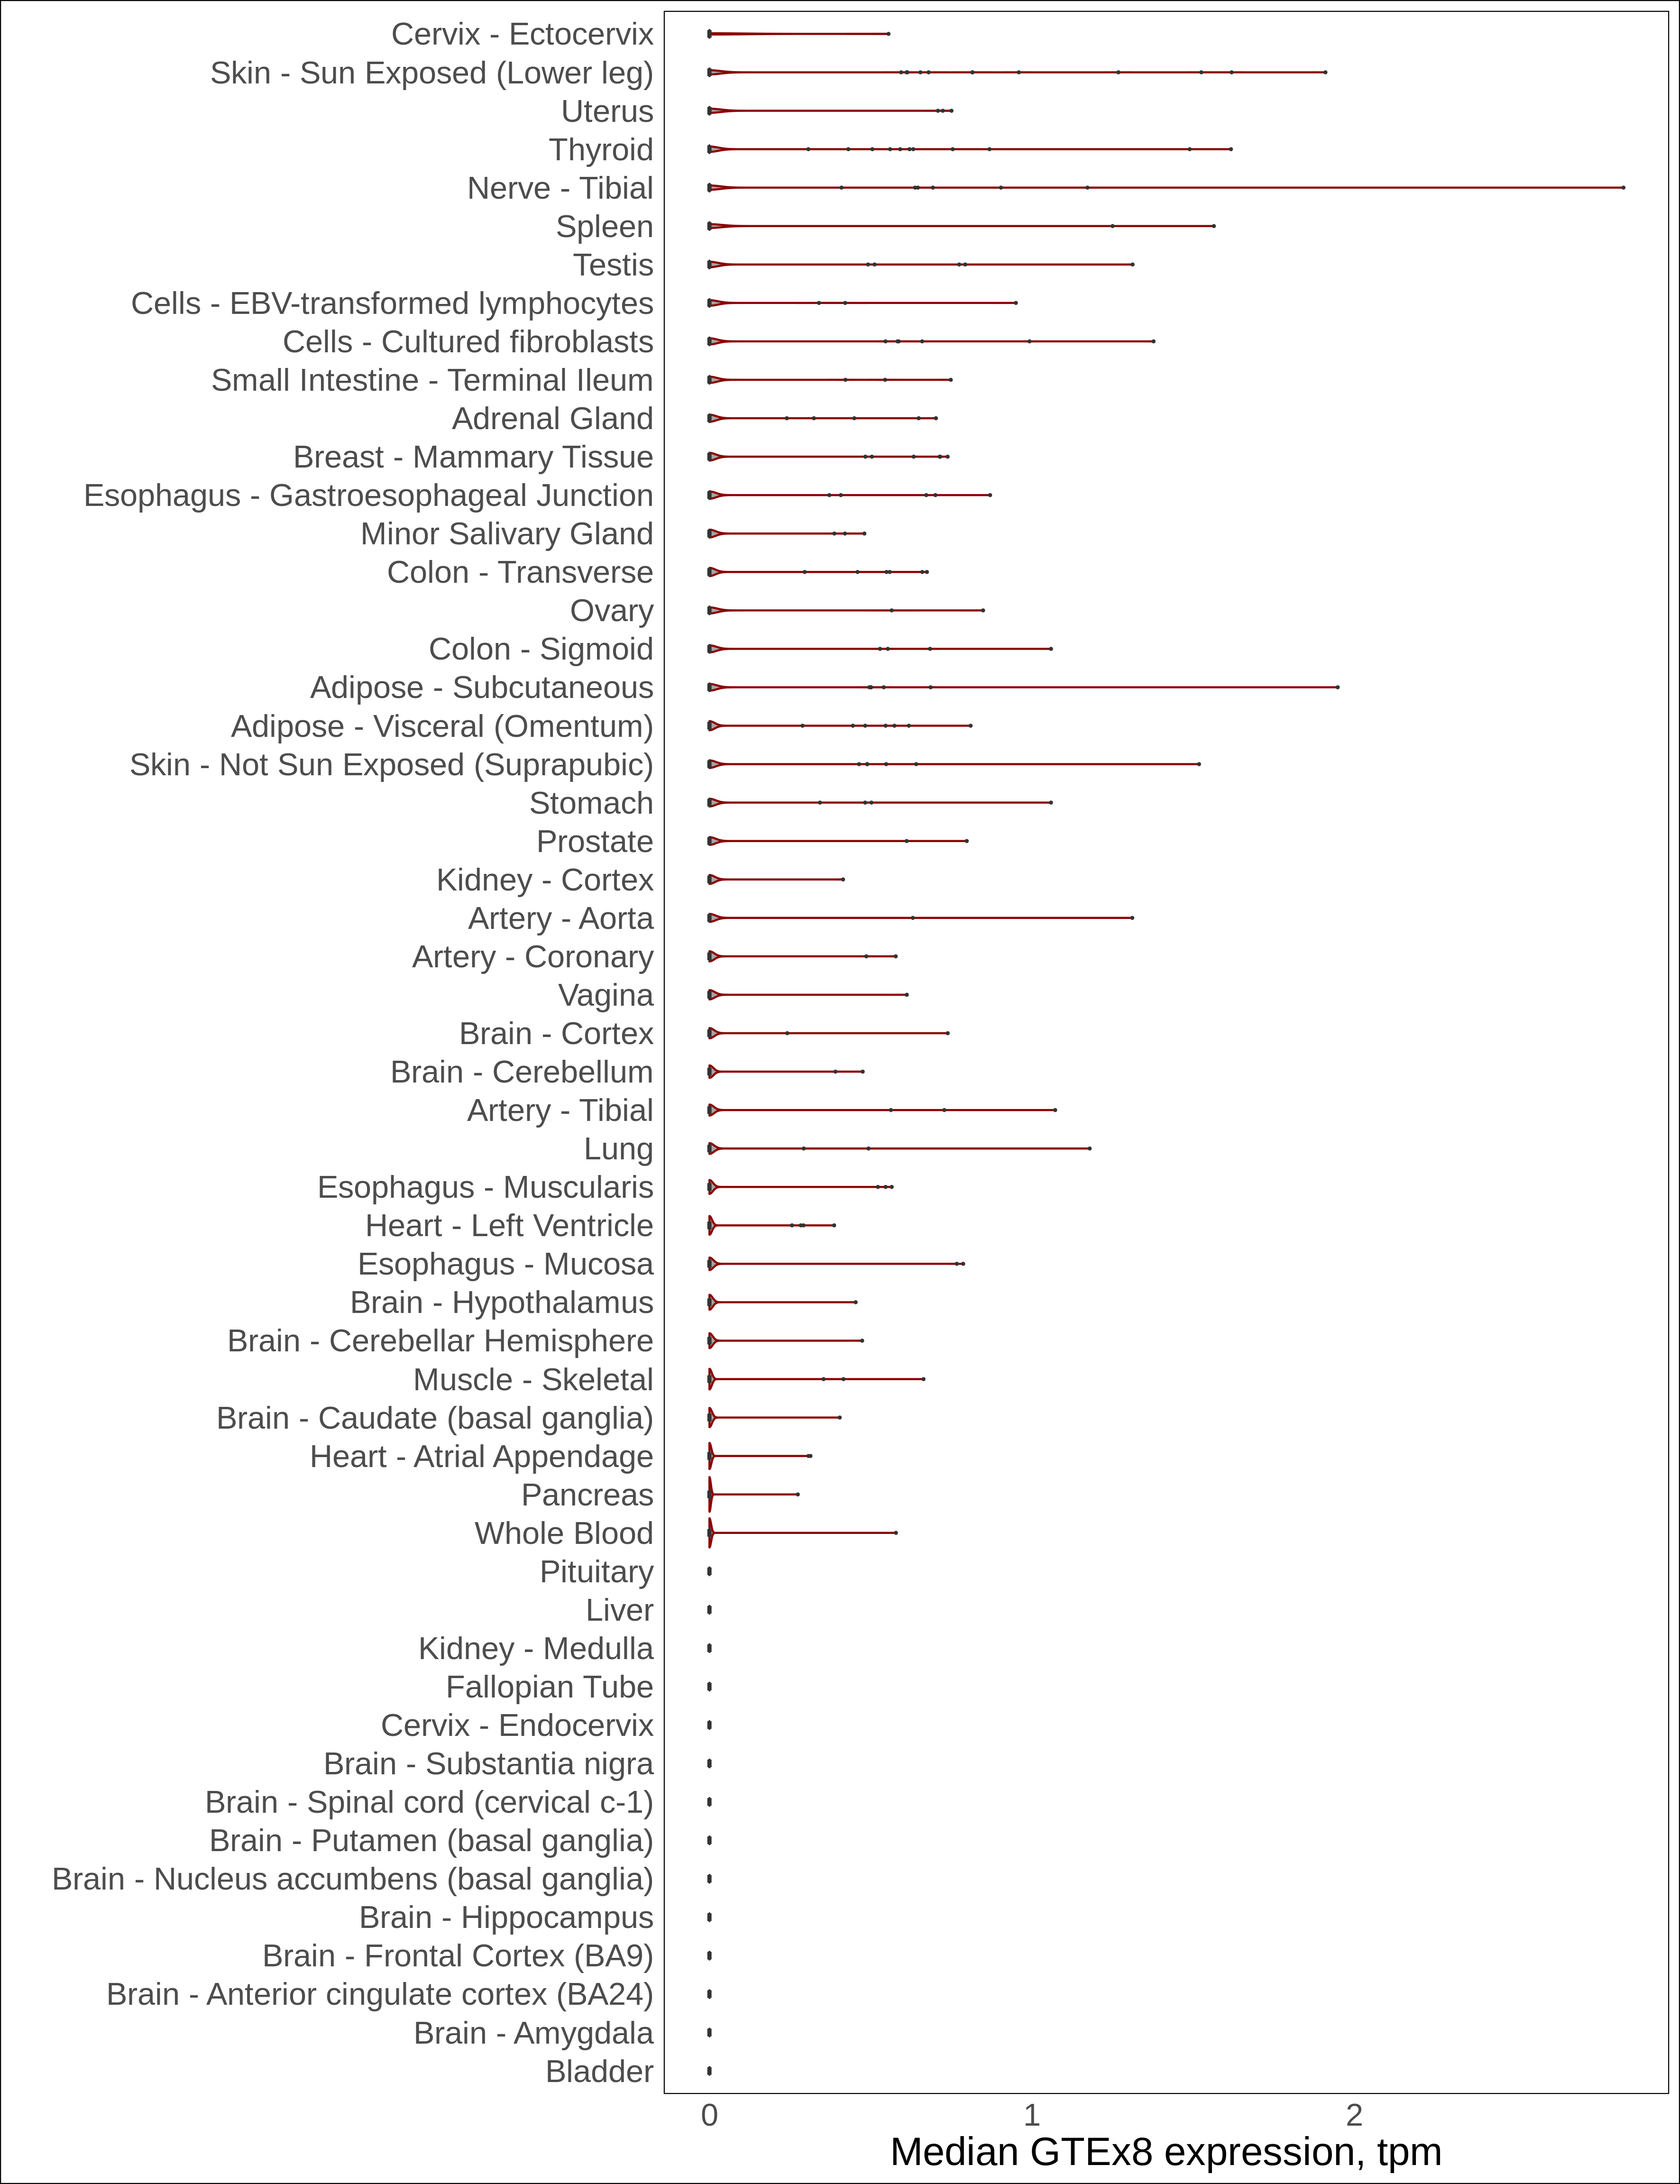 Cervix - Ectocervix
Skin - Sun Exposed (Lower leg)
Uterus
Thyroid
Nerve - Tibial
Spleen
Testis
Cells - EBV-transformed lymphocytes
Cells - Cultured fibroblasts
Small Intestine - Terminal Ileum
Adrenal Gland
Breast - Mammary Tissue
Esophagus - Gastroesophageal Junction
Minor Salivary Gland
Colon - Transverse
Ovary
Colon - Sigmoid
Adipose - Subcutaneous
Adipose - Visceral (Omentum)
Skin - Not Sun Exposed (Suprapubic)
Stomach
Prostate
Kidney - Cortex
Artery - Aorta
Artery - Coronary
Vagina
Brain - Cortex
Brain - Cerebellum
Artery - Tibial
Lung
Esophagus - Muscularis
Heart - Left Ventricle
Esophagus - Mucosa
Brain - Hypothalamus
Brain - Cerebellar Hemisphere
Muscle - Skeletal
Brain - Caudate (basal ganglia)
Heart - Atrial Appendage
Pancreas
Whole Blood
Pituitary
Liver
Kidney - Medulla
Fallopian Tube
Cervix - Endocervix
Brain - Substantia nigra
Brain - Spinal cord (cervical c-1)
Brain - Putamen (basal ganglia)
Brain - Nucleus accumbens (basal ganglia)
Brain - Hippocampus
Brain - Frontal Cortex (BA9)
Brain - Anterior cingulate cortex (BA24)
Brain - Amygdala
Bladder
0 1 2
Median GTEx8 expression, tpm